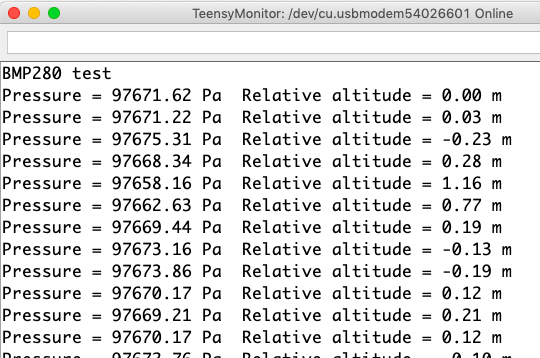 TeensyMonitor: /dev/cu.usbmodem54026601 Online
BMP280 test
Pressure = 97671.62 Pa  Relative altitude = 0.00 m
Pressure = 97671.22 Pa  Relative altitude = 0.03 m
Pressure = 97675.31 Pa  Relative altitude = -0.23 m
Pressure = 97668.34 Pa  Relative altitude = 0.28 m
Pressure = 97658.16 Pa  Relative altitude = 1.16 m
Pressure = 97662.63 Pa  Relative altitude = 0.77 m
Pressure = 97669.44 Pa  Relative altitude = 0.19 m
Pressure = 97673.16 Pa  Relative altitude = -0.13 m
Pressure = 97673.86 Pa  Relative altitude = -0.19 m
Pressure = 97670.17 Pa  Relative altitude = 0.12 m
Pressure = 97669.21 Pa  Relative altitude = 0.21 m
Pressure = 97670.17 Pa  Relative altitude = 0.12 m
Pressure = 97672.76 Pa  Relative altitude = -0.10 m